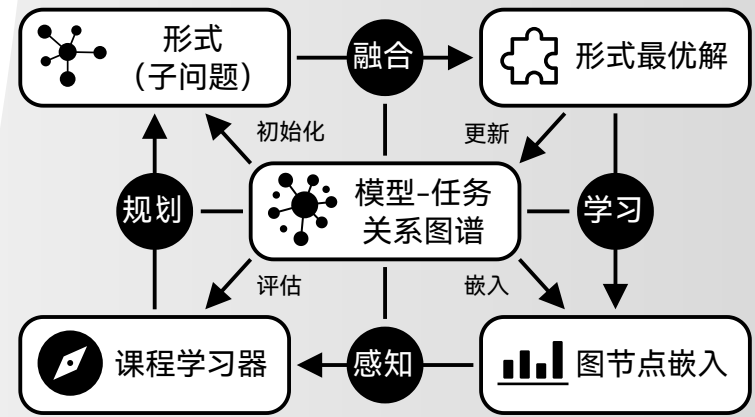 形式
（子问题）
融合
形式最优解
初始化
更新
规划
模型-任务
关系图谱
学习
评估
嵌入
课程学习器
感知
图节点嵌入